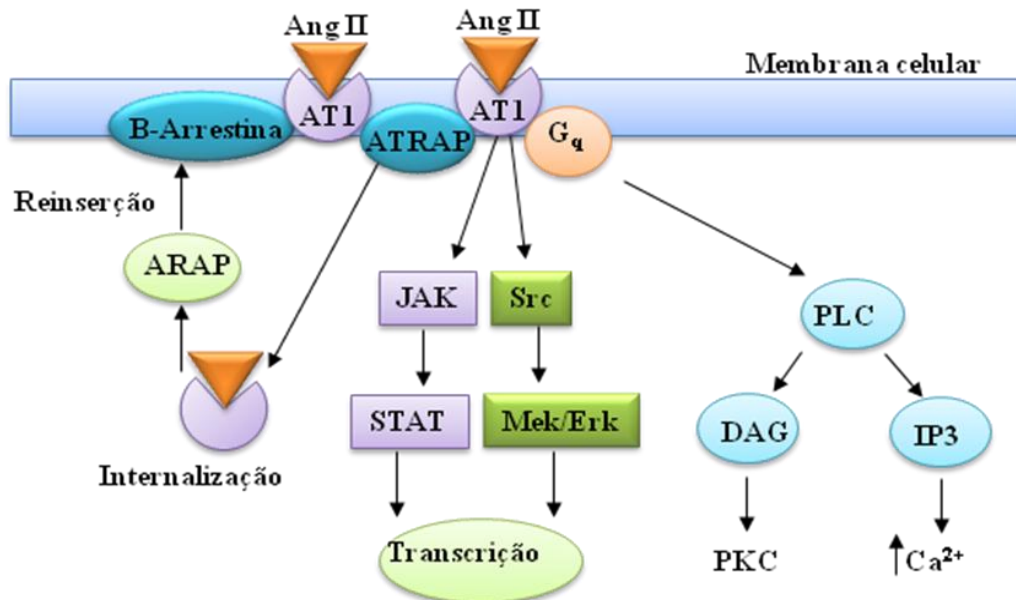 Ang II
Ang II
Membrana celular
B-Arrestina
AT1
ATRAP
AT1
Gq
Reinserção
ARAP
JAK
Src
PLC
STAT
Mek/Erk
DAG
IP3
Internalização
Transcrição
PKC
Ca²⁺